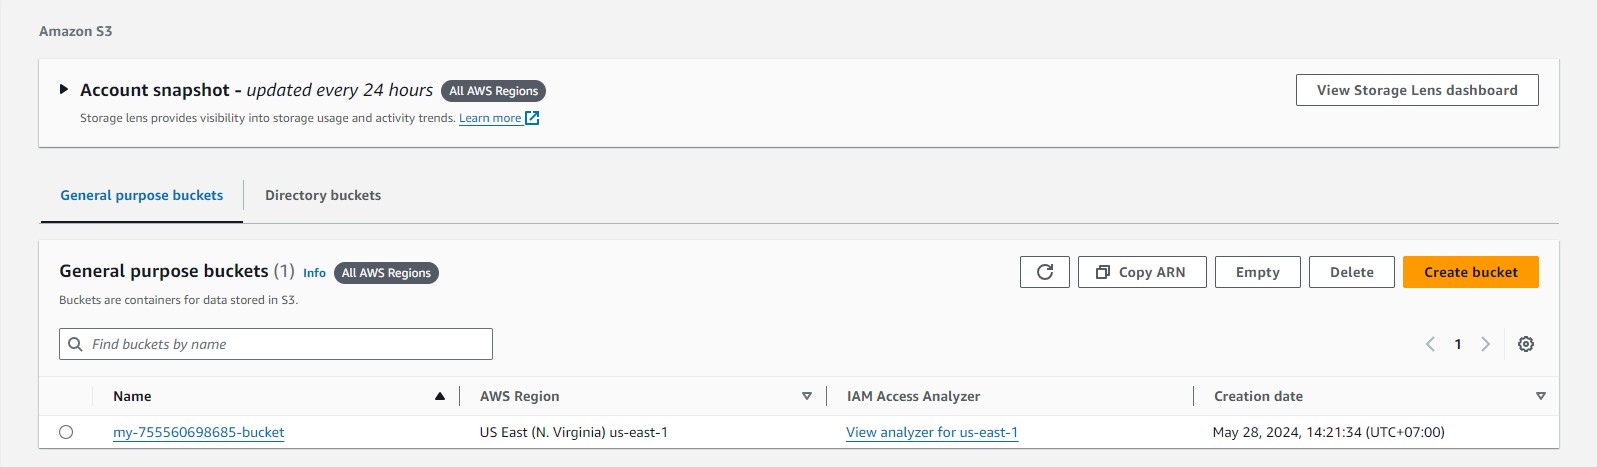 Amazon S3
Account snapshot - updated every 24 hours All AWS Regions
View Storage Lens dashboard
Storage lens provides visibility into storage usage and activity trends. Learn more
General purpose buckets Directory buckets
General purpose buckets (1) Info All AWS Regions
Copy ARN Empty Delete Create bucket
Buckets are containers for data stored in S3.
Find buckets by name
1
Name AWS Region IAM Access Analyzer Creation date
my-755560698685-bucket US East (N. Virginia) us-east-1 View analyzer for us-east-1 May 28, 2024, 14:21:34 (UTC+07:00)